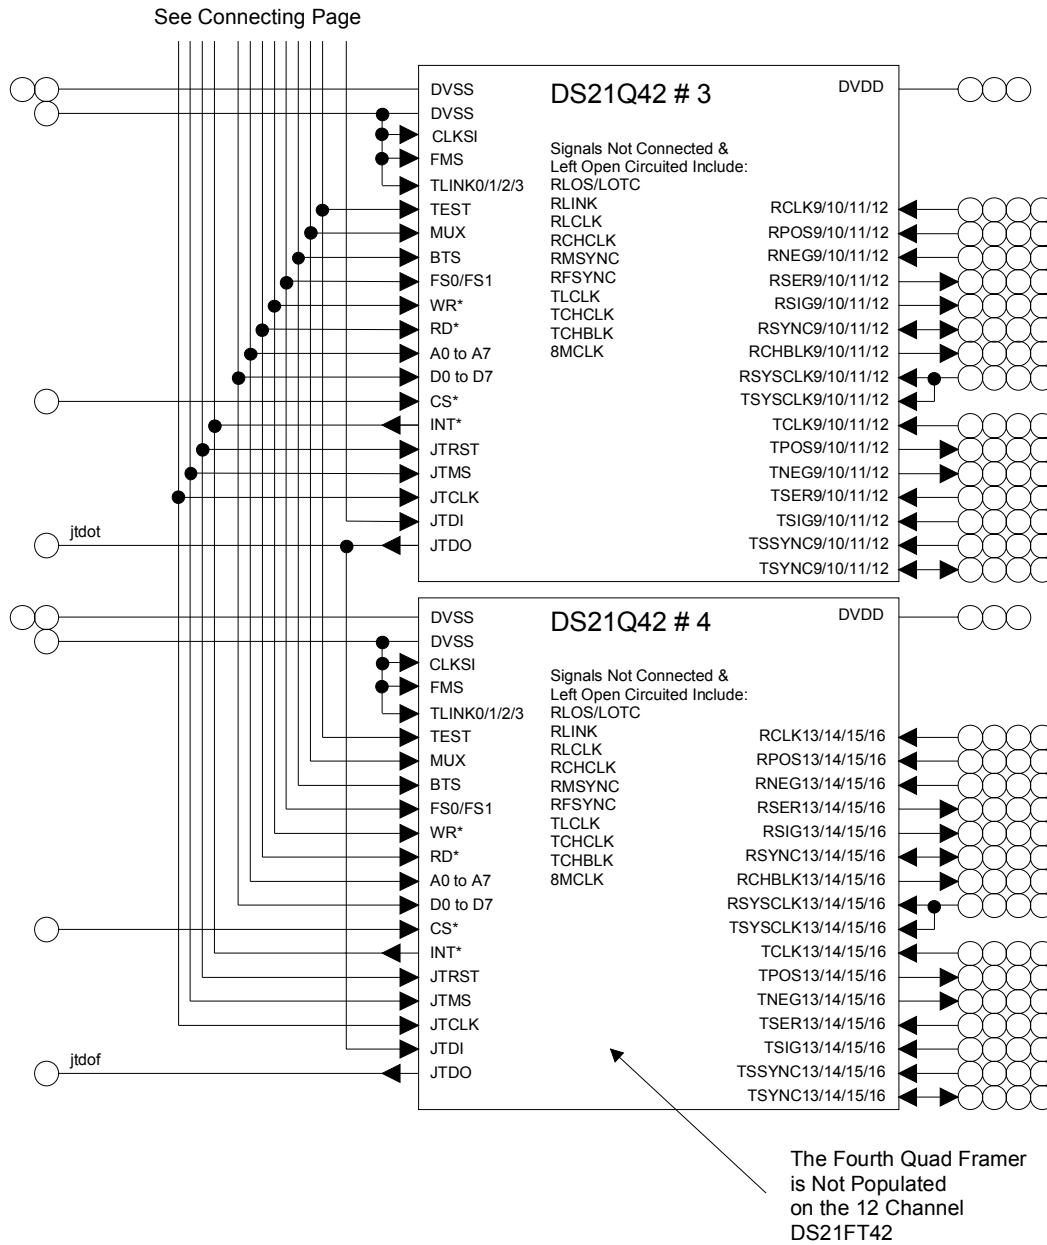 See Connecting Page
DS21Q42 # 3
DVSS
DVSS
CLKSI
FMS
TLINK0/1/2/3
TEST
MUX
BTS
FS0/FS1
WR*
RD*
A0 to A7
D0 to D7
CS*
INT*
JTRST
JTMS
JTCLK
JTDI
JTDO
jtdot
Signals Not Connected &
Left Open Circuited Include:
RLOS/LOTC
RLINK
RLCLK
RCHCLK
RMSYNC
RFSYNC
TLCLK
TCHCLK
TCHBLK
8MCLK
DVDD
RCLK9/10/11/12
RPOS9/10/11/12
RNEG9/10/11/12
RSER9/10/11/12
RSIG9/10/11/12
RSYNC9/10/11/12
RCHBLK9/10/11/12
RSYSCLK9/10/11/12
TSYSCLK9/10/11/12
TCLK9/10/11/12
TPOS9/10/11/12
TNEG9/10/11/12
TSER9/10/11/12
TSIG9/10/11/12
TSSYNC9/10/11/12
TSYNC9/10/11/12
DS21Q42 # 4
DVSS
DVSS
CLKSI
FMS
TLINK0/1/2/3
TEST
MUX
BTS
FS0/FS1
WR*
RD*
A0 to A7
D0 to D7
CS*
INT*
JTRST
JTMS
JTCLK
JTDI
JTDO
jtdof
Signals Not Connected &
Left Open Circuited Include:
RLOS/LOTC
RLINK
RLCLK
RCHCLK
RMSYNC
RFSYNC
TLCLK
TCHCLK
TCHBLK
8MCLK
DVDD
RCLK13/14/15/16
RPOS13/14/15/16
RNEG13/14/15/16
RSER13/14/15/16
RSIG13/14/15/16
RSYNC13/14/15/16
RCHBLK13/14/15/16
RSYSCLK13/14/15/16
TSYSCLK13/14/15/16
TCLK13/14/15/16
TPOS13/14/15/16
TNEG13/14/15/16
TSER13/14/15/16
TSIG13/14/15/16
TSSYNC13/14/15/16
TSYNC13/14/15/16
The Fourth Quad Framer
is Not Populated
on the 12 Channel
DS21FT42